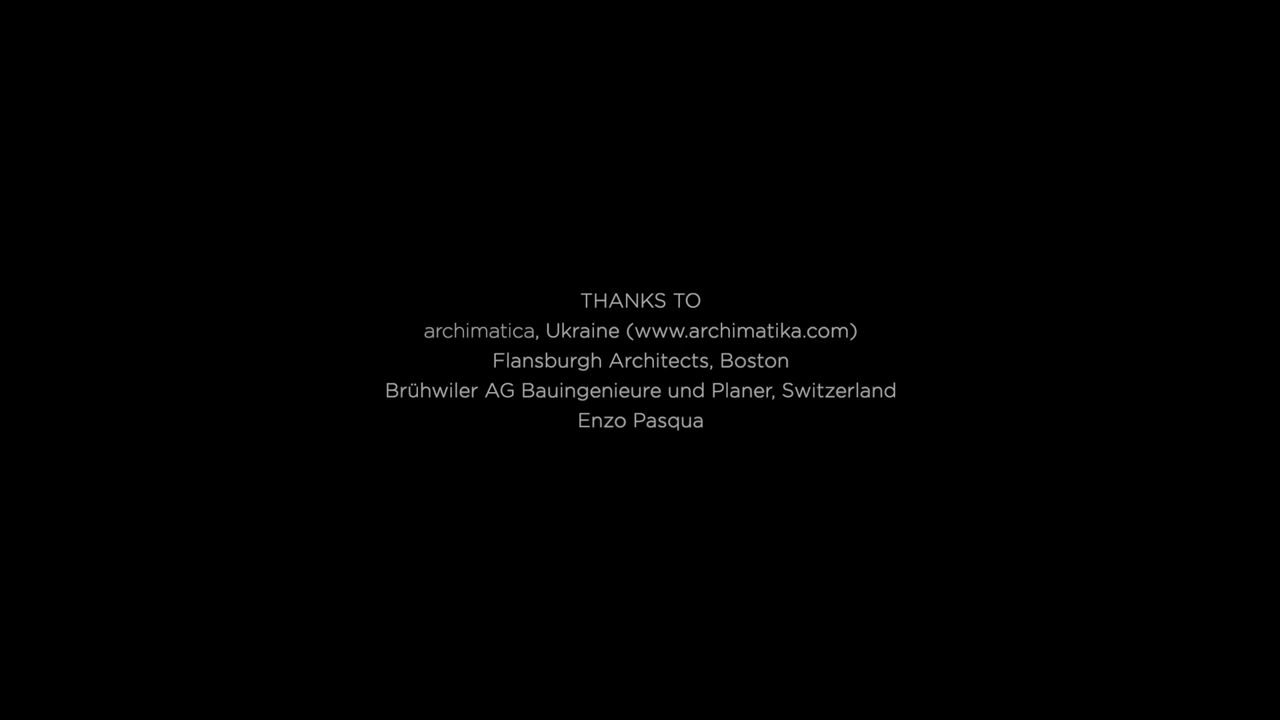 THANKS TO
archimatica, Ukraine (www.archimatika.com)
Flansburgh Architects, Boston
Brühwiler AG Bauingenieure und Planer, Switzerland
Enzo Pasqua